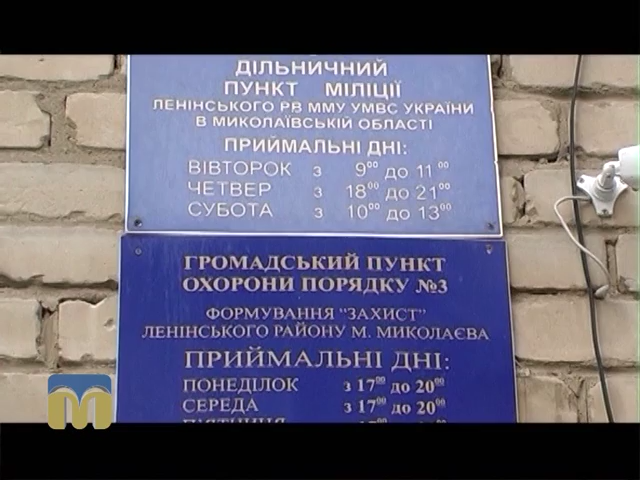 ДІЛЬНИЧНИЙ
ПУНКТ МІЛІЦІЇ
ЛЕНІНСЬКОГО РВ ММУ УМВС УКРАЇНИ
В МИКОЛАЇВСЬКІЙ ОБЛАСТІ
ПРИЙМАЛЬНІ ДНІ:
ВІВТОРОК з 9⁰⁰ до 11⁰⁰
ЧЕТВЕР з 18⁰⁰ до 21⁰⁰
СУБОТА з 10⁰⁰ до 13⁰⁰
ГРОМАДСЬКИЙ ПУНКТ
ОХОРОНИ ПОРЯДКУ №3
ФОРМУВАННЯ "ЗАХИСТ"
ЛЕНІНСЬКОГО РАЙОНУ М. МИКОЛАЄВА
ПРИЙМАЛЬНІ ДНІ:
ПОНЕДІЛОК з 17⁰⁰ до 20⁰⁰
СЕРЕДА з 17⁰⁰ до 20⁰⁰
П'ЯТНИЦЯ
М